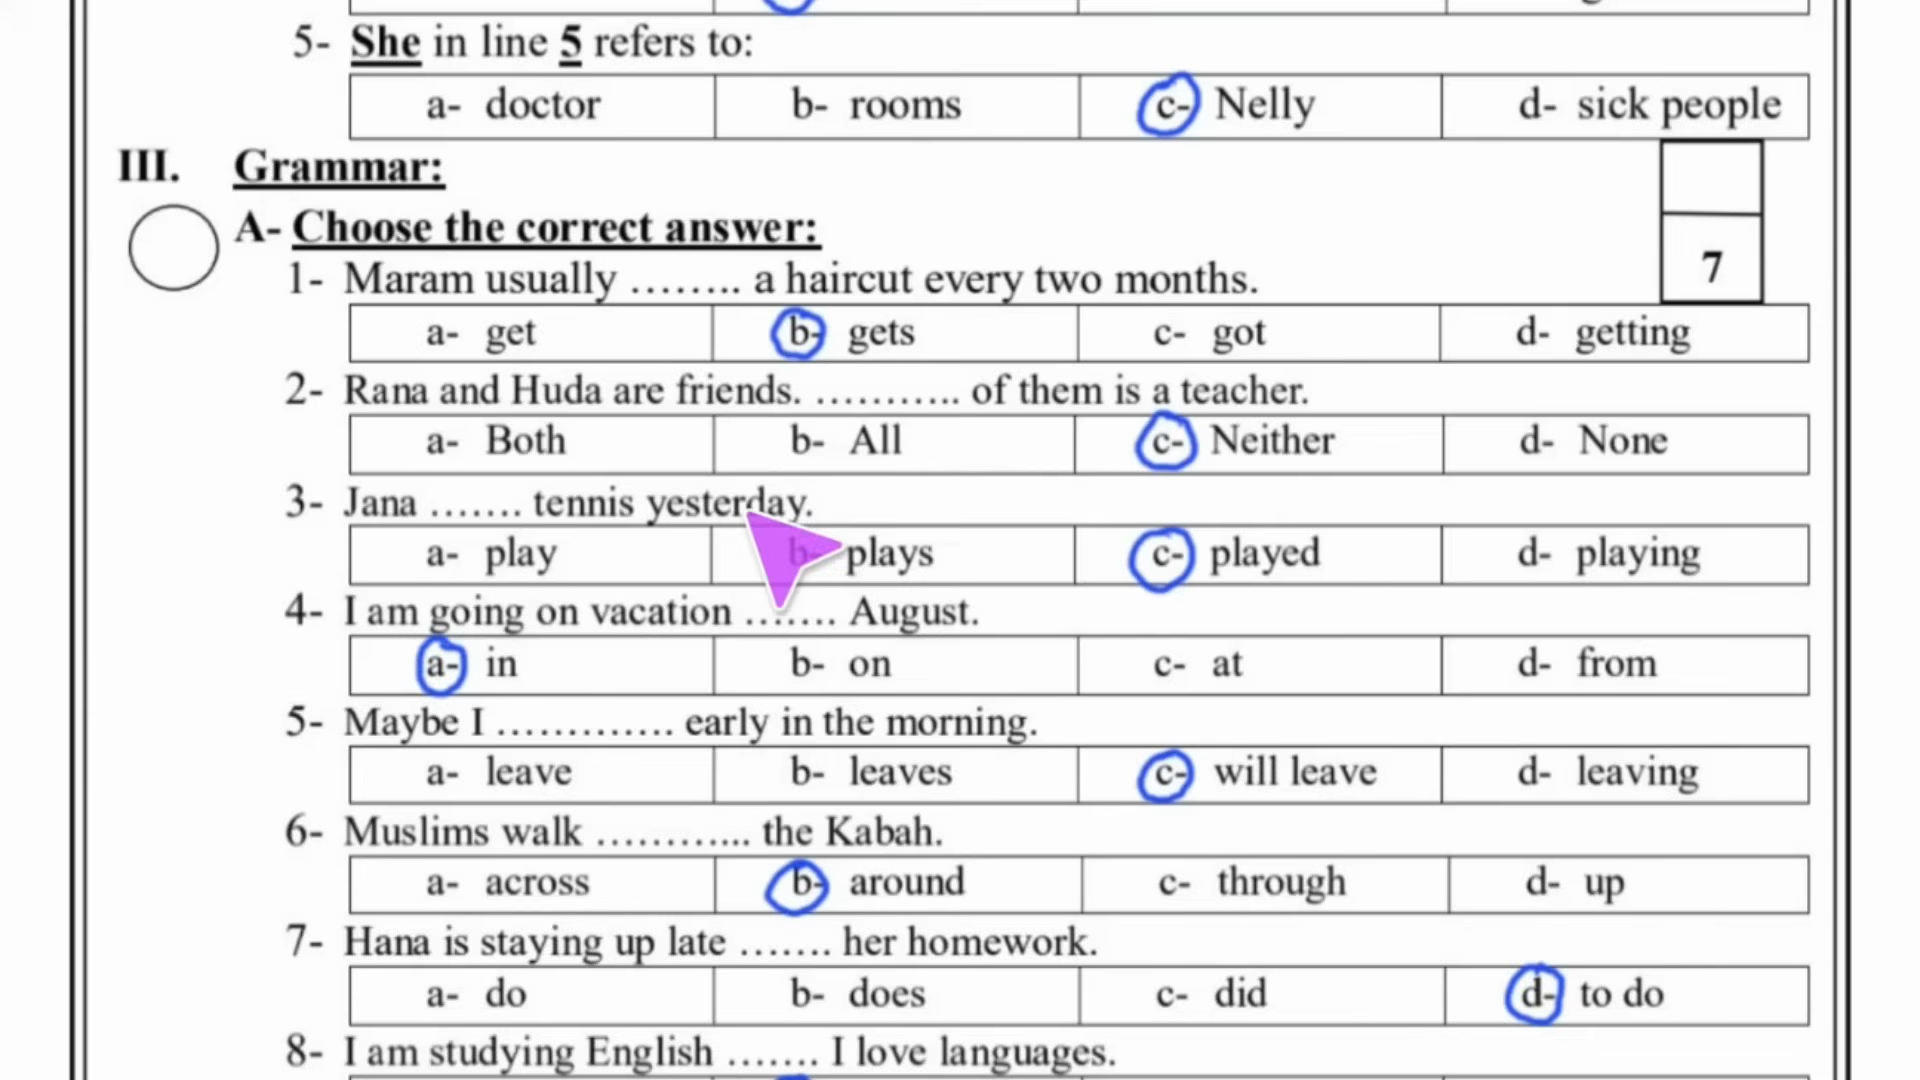 5- She in line 5 refers to:
a- doctor b- rooms c- Nelly d- sick people
III. Grammar:
A- Choose the correct answer:
7
1- Maram usually …….. a haircut every two months.
a- get b- gets c- got d- getting
2- Rana and Huda are friends. ……….. of them is a teacher.
a- Both b- All c- Neither d- None
3- Jana ……. tennis yesterday.
a- play b- plays c- played d- playing
4- I am going on vacation ……. August.
a- in b- on c- at d- from
5- Maybe I …………. early in the morning.
a- leave b- leaves c- will leave d- leaving
6- Muslims walk ………... the Kabah.
a- across b- around c- through d- up
7- Hana is staying up late ……. her homework.
a- do b- does c- did d- to do
8- I am studying English ……. I love languages.